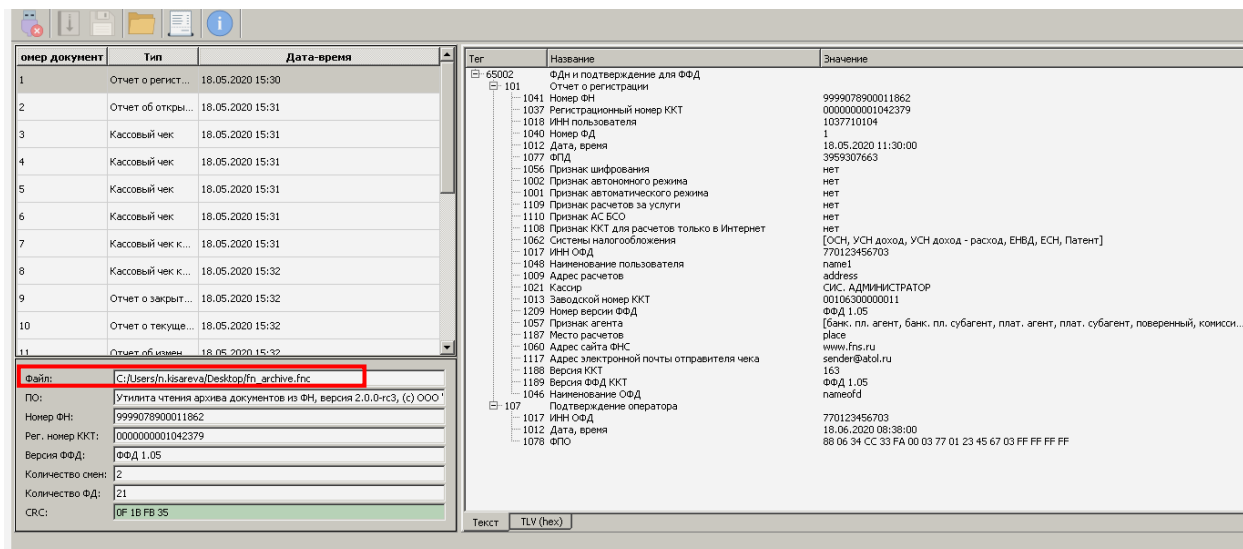 омер документ Тип Дата-время
1 Отчет о регист... 18.05.2020 15:30
2 Отчет об откры... 18.05.2020 15:31
3 Кассовый чек 18.05.2020 15:31
4 Кассовый чек 18.05.2020 15:31
5 Кассовый чек 18.05.2020 15:31
6 Кассовый чек 18.05.2020 15:31
7 Кассовый чек к... 18.05.2020 15:31
8 Кассовый чек к... 18.05.2020 15:32
9 Отчет о закрыт... 18.05.2020 15:32
10 Отчет о текуще... 18.05.2020 15:32
11 Отчет об измен... 18.05.2020 15:32
Файл: C:/Users/n.kisareva/Desktop/fn_archive.fnc
ПО: Утилита чтения архива документов из ФН, версия 2.0.0-rc3, (c) ООО "
Номер ФН: 9999078900011862
Рег. номер ККТ: 0000000001042379
Версия ФФД: ФФД 1.05
Количество смен: 2
Количество ФД: 21
CRC: 0F 1B FB 35
Тег Название Значение
65002 ФДн и подтверждение для ФФД
101 Отчет о регистрации
1041 Номер ФН 9999078900011862
1037 Регистрационный номер ККТ 0000000001042379
1018 ИНН пользователя 1037710104
1040 Номер ФД 1
1012 Дата, время 18.05.2020 11:30:00
1077 ФПД 3959307663
1056 Признак шифрования нет
1002 Признак автономного режима нет
1001 Признак автоматического режима нет
1109 Признак расчетов за услуги нет
1110 Признак АС БСО нет
1108 Признак ККТ для расчетов только в Интернет нет
1062 Системы налогообложения [ОСН, УСН доход, УСН доход - расход, ЕНВД, ЕСН, Патент]
1017 ИНН ОФД 770123456703
1048 Наименование пользователя name1
1009 Адрес расчетов address
1021 Кассир СИС. АДМИНИСТРАТОР
1013 Заводской номер ККТ 00106300000011
1209 Номер версии ФФД ФФД 1.05
1057 Признак агента [банк. пл. агент, банк. пл. субагент, плат. агент, плат. субагент, поверенный, комисси...
1187 Место расчетов place
1060 Адрес сайта ФНС www.fns.ru
1117 Адрес электронной почты отправителя чека sender@atol.ru
1188 Версия ККТ 163
1189 Версия ФФД ККТ ФФД 1.05
1046 Наименование ОФД nameofd
107 Подтверждение оператора
1017 ИНН ОФД 770123456703
1012 Дата, время 18.06.2020 08:38:00
1078 ФПО 88 06 34 CC 33 FA 00 03 77 01 23 45 67 03 FF FF FF FF
Текст TLV (hex)